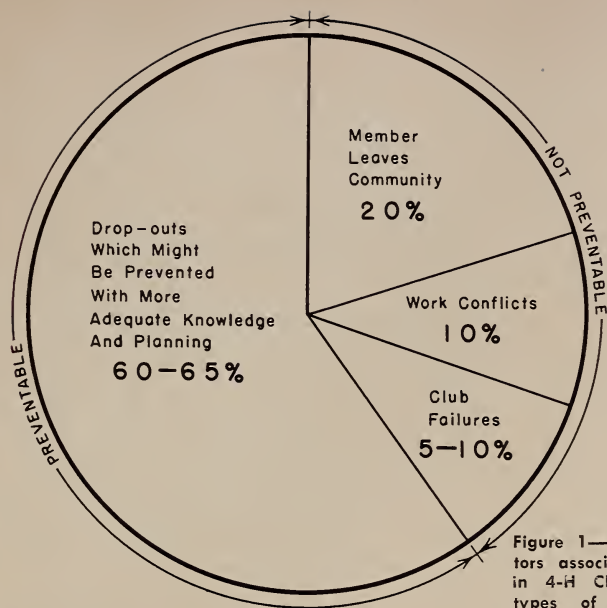 Member
Leaves
Community
20%
NOT PREVENTABLE
Drop-outs
Which Might
Be Prevented
With More
Adequate Knowledge
And Planning
60-65%
PREVENTABLE
Work Conflicts
10%
Club
Failures
5-10%
Figure 1—
tors associ
in 4-H Cl
types of